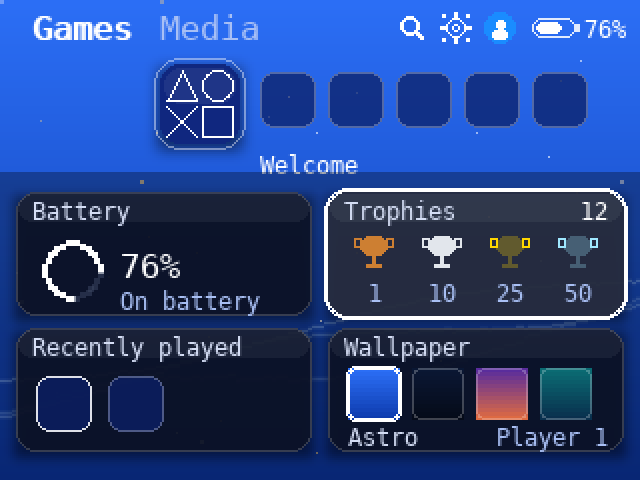 Games Media 76%
Welcome
Battery
76%
On battery
Trophies 12
1 10 25 50
Recently played
Wallpaper
Astro Player 1